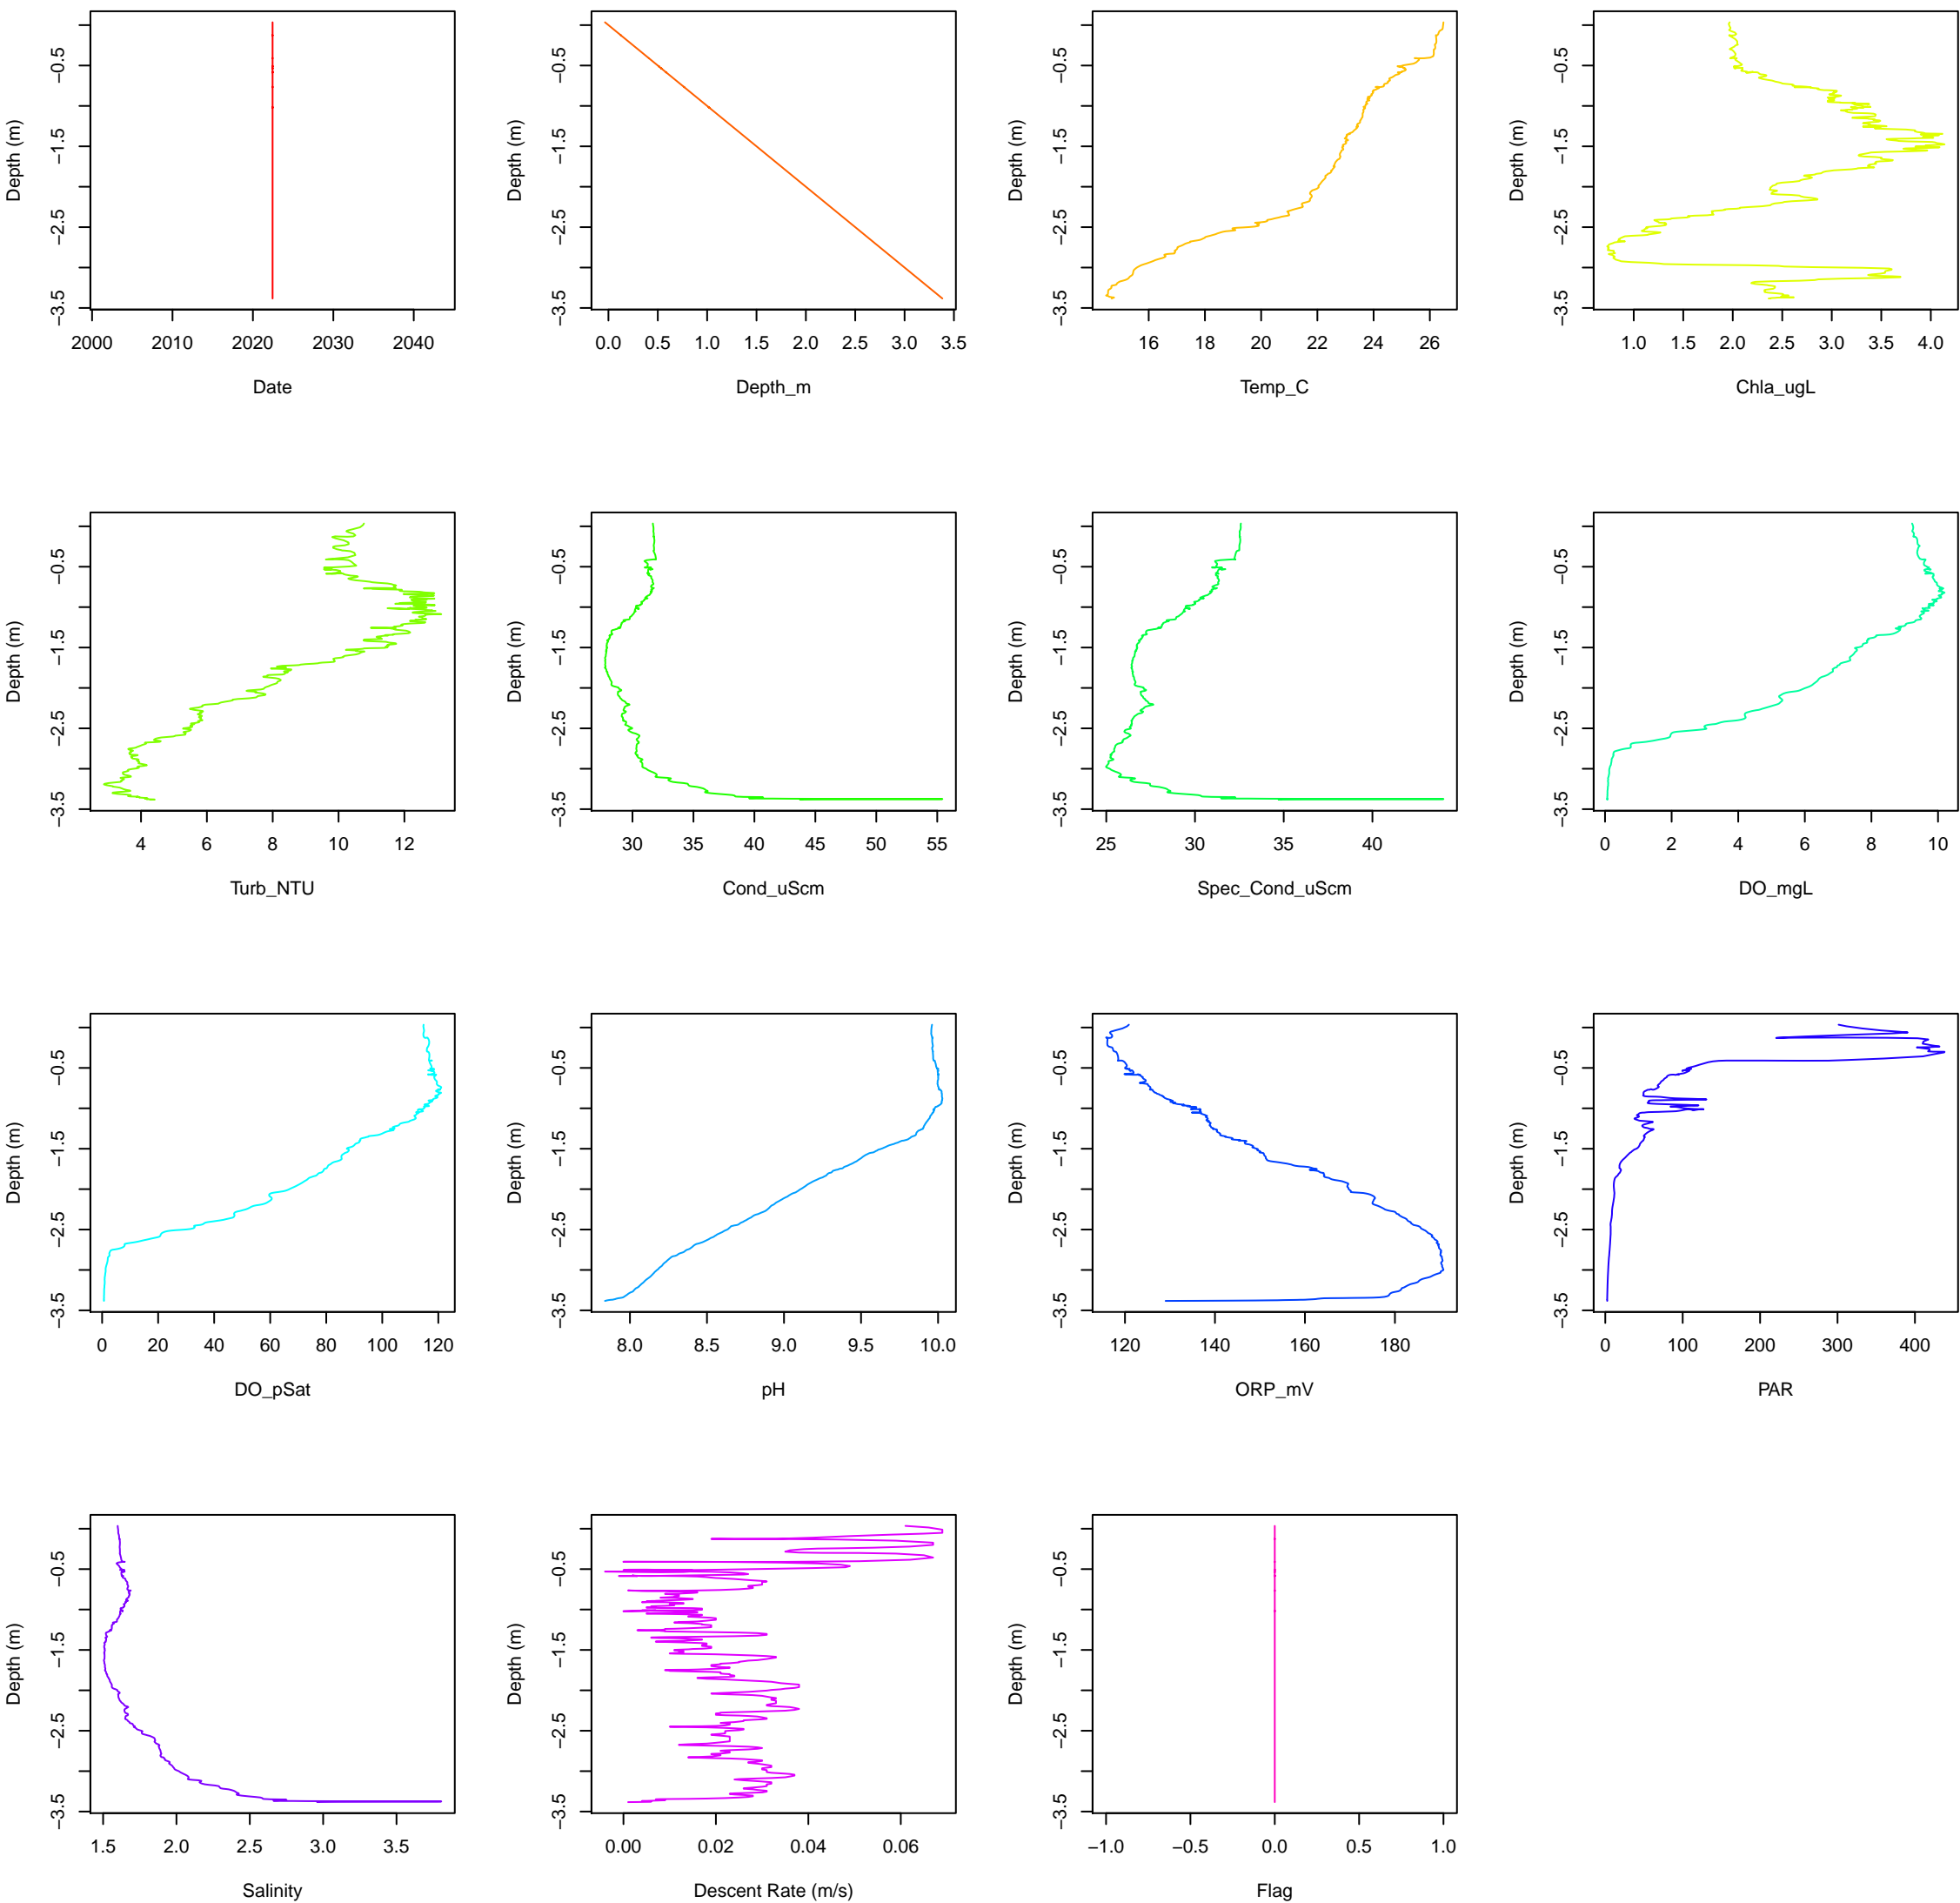 Depth (m)
−3.5 −2.5 −1.5 −0.5
2000 2010 2020 2030 2040
Date
Depth (m)
−3.5 −2.5 −1.5 −0.5
0.0 0.5 1.0 1.5 2.0 2.5 3.0 3.5
Depth_m
Depth (m)
−3.5 −2.5 −1.5 −0.5
16 18 20 22 24 26
Temp_C
Depth (m)
−3.5 −2.5 −1.5 −0.5
1.0 1.5 2.0 2.5 3.0 3.5 4.0
Chla_ugL
Depth (m)
−3.5 −2.5 −1.5 −0.5
4 6 8 10 12
Turb_NTU
Depth (m)
−3.5 −2.5 −1.5 −0.5
30 35 40 45 50 55
Cond_uScm
Depth (m)
−3.5 −2.5 −1.5 −0.5
25 30 35 40
Spec_Cond_uScm
Depth (m)
−3.5 −2.5 −1.5 −0.5
0 2 4 6 8 10
DO_mgL
Depth (m)
−3.5 −2.5 −1.5 −0.5
0 20 40 60 80 100 120
DO_pSat
Depth (m)
−3.5 −2.5 −1.5 −0.5
8.0 8.5 9.0 9.5 10.0
pH
Depth (m)
−3.5 −2.5 −1.5 −0.5
120 140 160 180
ORP_mV
Depth (m)
−3.5 −2.5 −1.5 −0.5
0 100 200 300 400
PAR
Depth (m)
−3.5 −2.5 −1.5 −0.5
1.5 2.0 2.5 3.0 3.5
Salinity
Depth (m)
−3.5 −2.5 −1.5 −0.5
0.00 0.02 0.04 0.06
Descent Rate (m/s)
Depth (m)
−3.5 −2.5 −1.5 −0.5
−1.0 −0.5 0.0 0.5 1.0
Flag